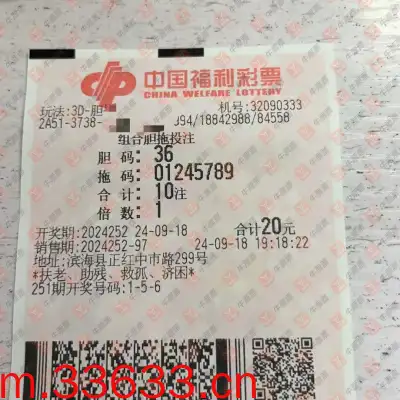 中国福利彩票
CHINA WELFARE LOTTERY
玩法:3D-胆
机号:32090333
2A51-3738-
J94/18842988/84558
组合胆拖投注
胆 码: 36
拖 码: 01245789
合 计: 10注
倍 数: 1
开奖期:2024252 24-09-18 合计20元
销售期:2024252-97 24-09-18 19:18:22
地址:滨海县正红中市路299号
*扶老、助残、救孤、济困*
251期开奖号码:1-5-6
m.33633.cn